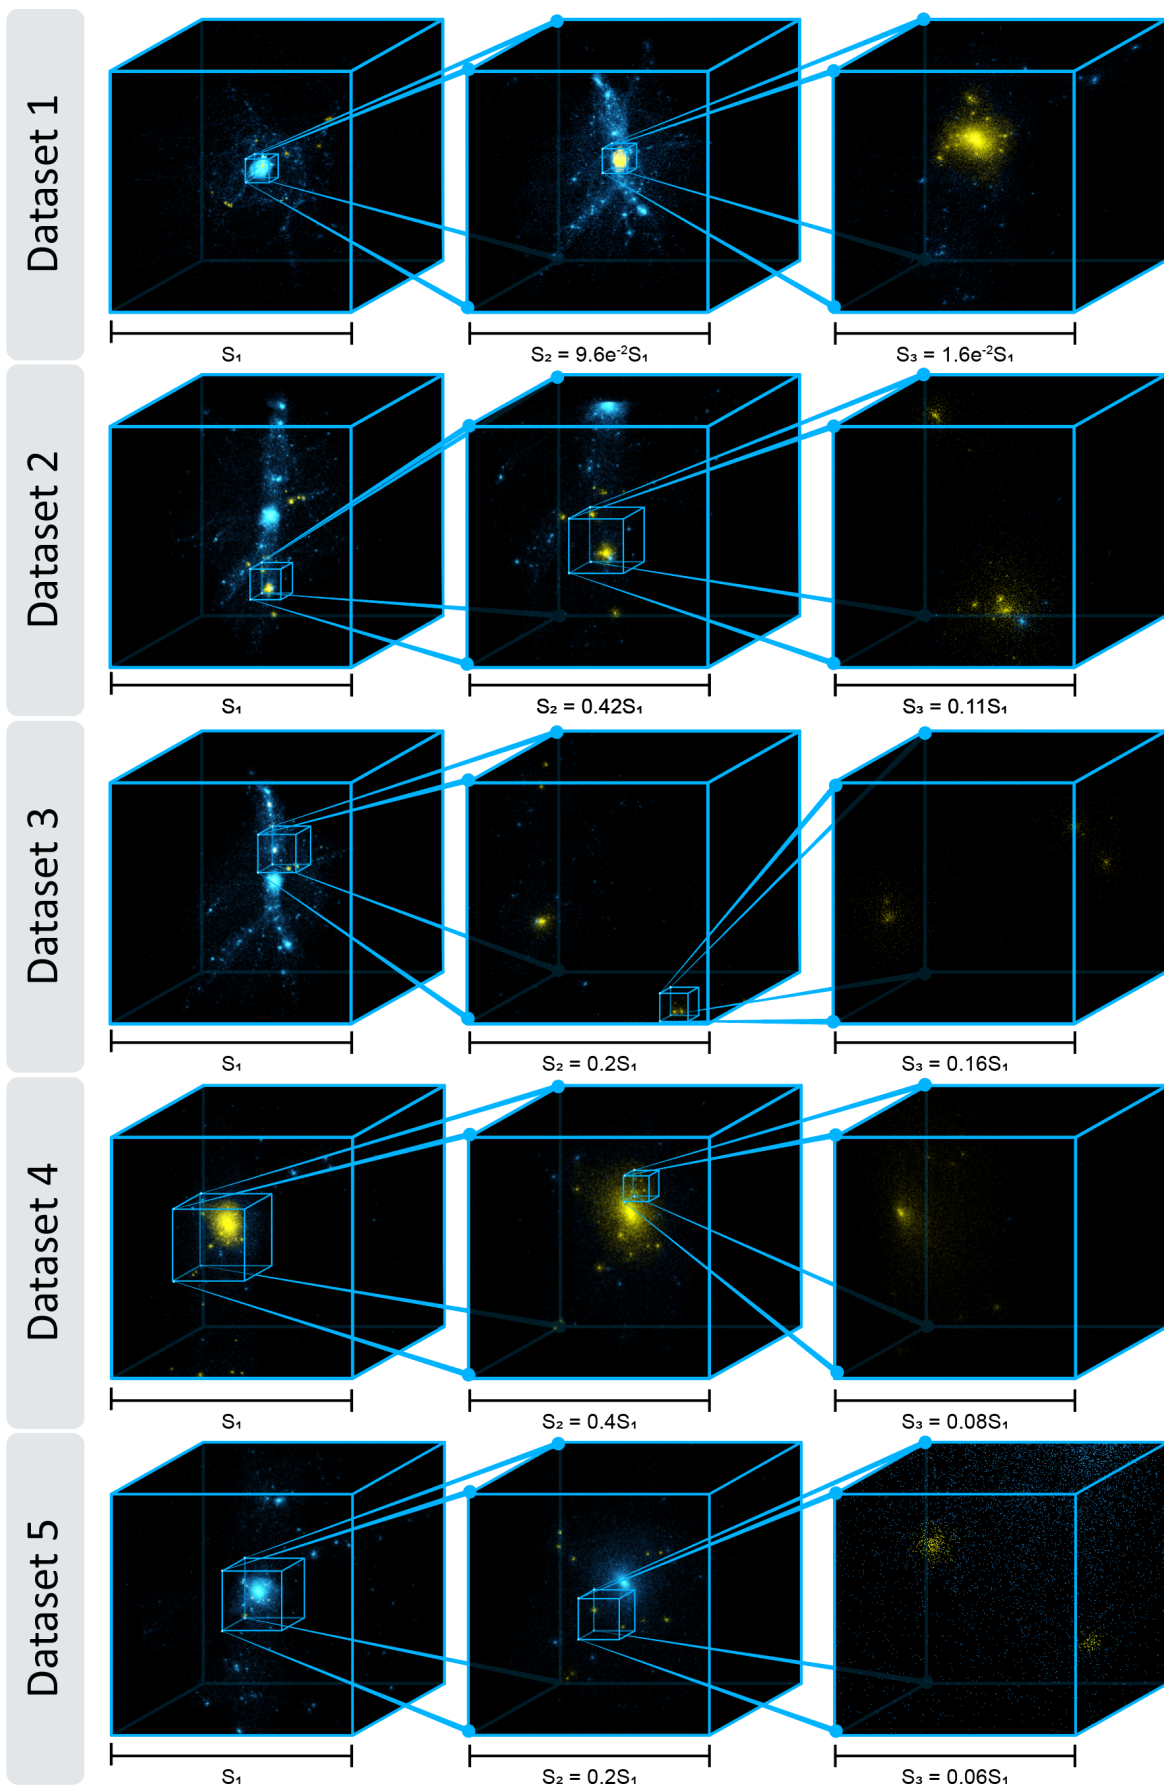 Dataset 1
S₁
S₂ = 9.6e⁻²S₁
S₃ = 1.6e⁻²S₁
Dataset 2
S₁
S₂ = 0.42S₁
S₃ = 0.11S₁
Dataset 3
S₁
S₂ = 0.2S₁
S₃ = 0.16S₁
Dataset 4
S₁
S₂ = 0.4S₁
S₃ = 0.08S₁
Dataset 5
S₁
S₂ = 0.2S₁
S₃ = 0.06S₁